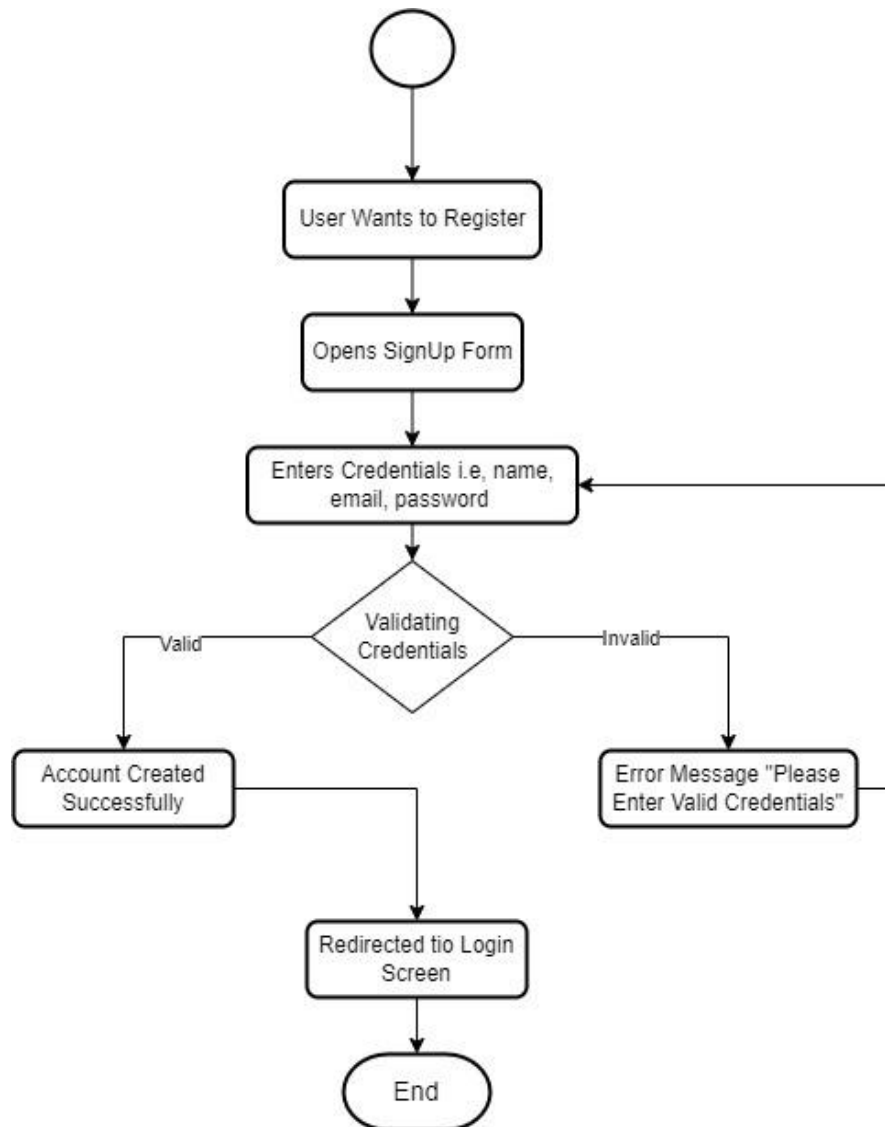 User Wants to Register
Opens SignUp Form
Enters Credentials i.e, name,
email, password
Validating
Credentials
Valid
Invalid
Account Created
Successfully
Error Message "Please
Enter Valid Credentials"
Redirected tio Login
Screen
End